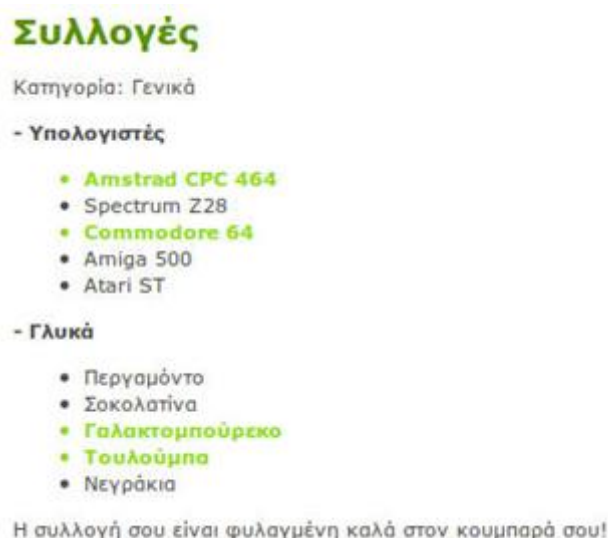 Συλλογές
Κατηγορία: Γενικά
- Υπολογιστές
• Amstrad CPC 464
• Spectrum Z28
• Commodore 64
• Amiga 500
• Atari ST
- Γλυκά
• Περγαμόντο
• Σοκολατίνα
• Γαλακτομπούρεκο
• Τουλούμπα
• Νεγράκια
Η συλλογή σου είναι φυλαγμένη καλά στον κουμπαρά σου!